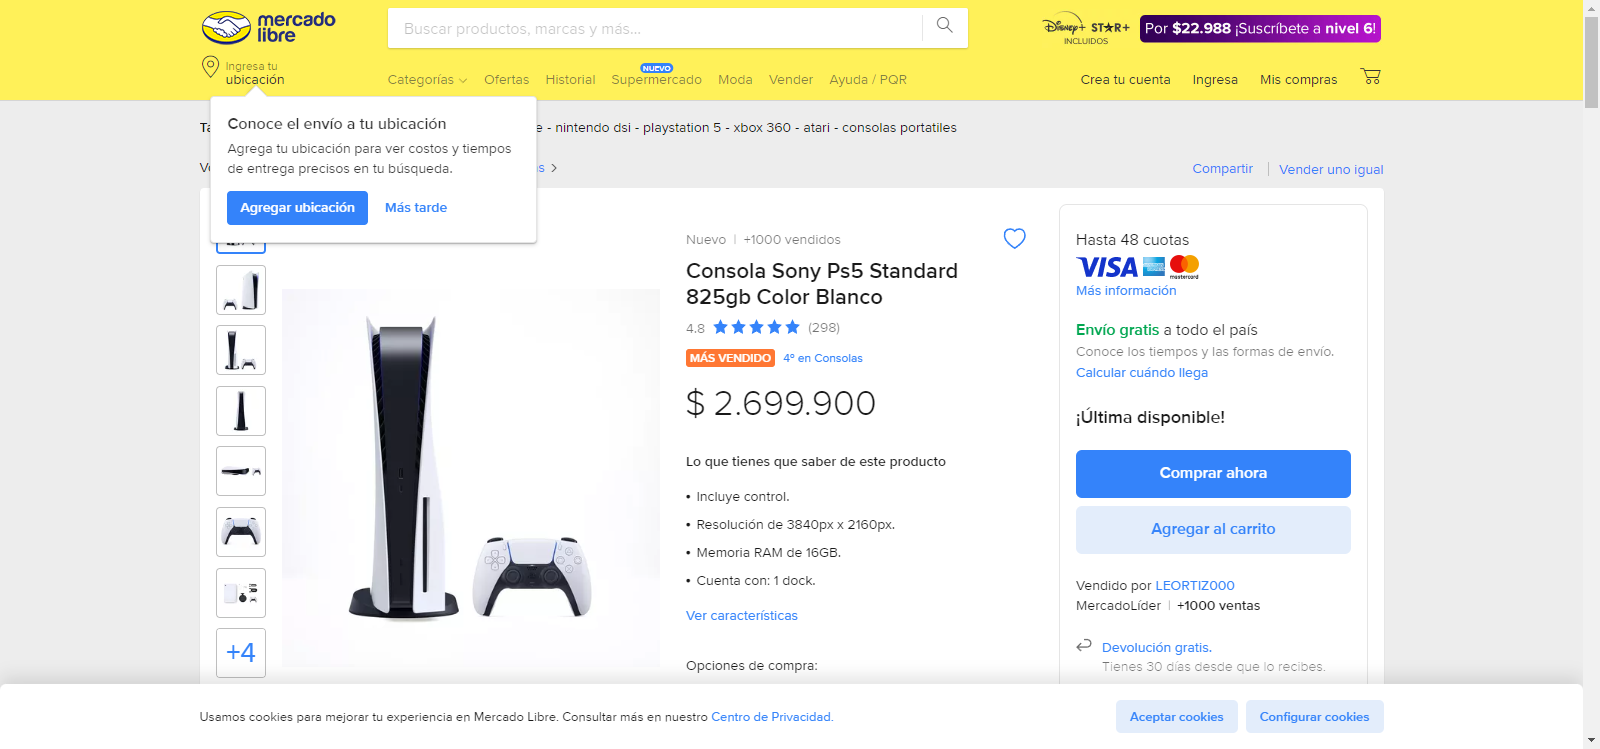 mercado
libre
Buscar productos, marcas y más...
Disney+ STAR+
INCLUIDOS
Por $22.988 ¡Suscríbete a nivel 6!
Ingresa tu
ubicación
Categorías
Ofertas
Historial
NUEVO
Supermercado
Moda
Vender
Ayuda / PQR
Crea tu cuenta
Ingresa
Mis compras
Conoce el envío a tu ubicación
Agrega tu ubicación para ver costos y tiempos
de entrega precisos en tu búsqueda.
Agregar ubicación
Más tarde
- nintendo dsi - playstation 5 - xbox 360 - atari - consolas portatiles
Compartir
Vender uno igual
+4
Nuevo | +1000 vendidos
Consola Sony Ps5 Standard
825gb Color Blanco
4.8 (298)
MÁS VENDIDO 4º en Consolas
$ 2.699.900
Lo que tienes que saber de este producto
• Incluye control.
• Resolución de 3840px x 2160px.
• Memoria RAM de 16GB.
• Cuenta con: 1 dock.
Ver características
Opciones de compra:
Hasta 48 cuotas
VISA
mastercard
Más información
Envío gratis a todo el país
Conoce los tiempos y las formas de envío.
Calcular cuándo llega
¡Última disponible!
Comprar ahora
Agregar al carrito
Vendido por LEORTIZ000
MercadoLíder | +1000 ventas
Devolución gratis.
Tienes 30 días desde que lo recibes.
Usamos cookies para mejorar tu experiencia en Mercado Libre. Consultar más en nuestro Centro de Privacidad.
Aceptar cookies
Configurar cookies